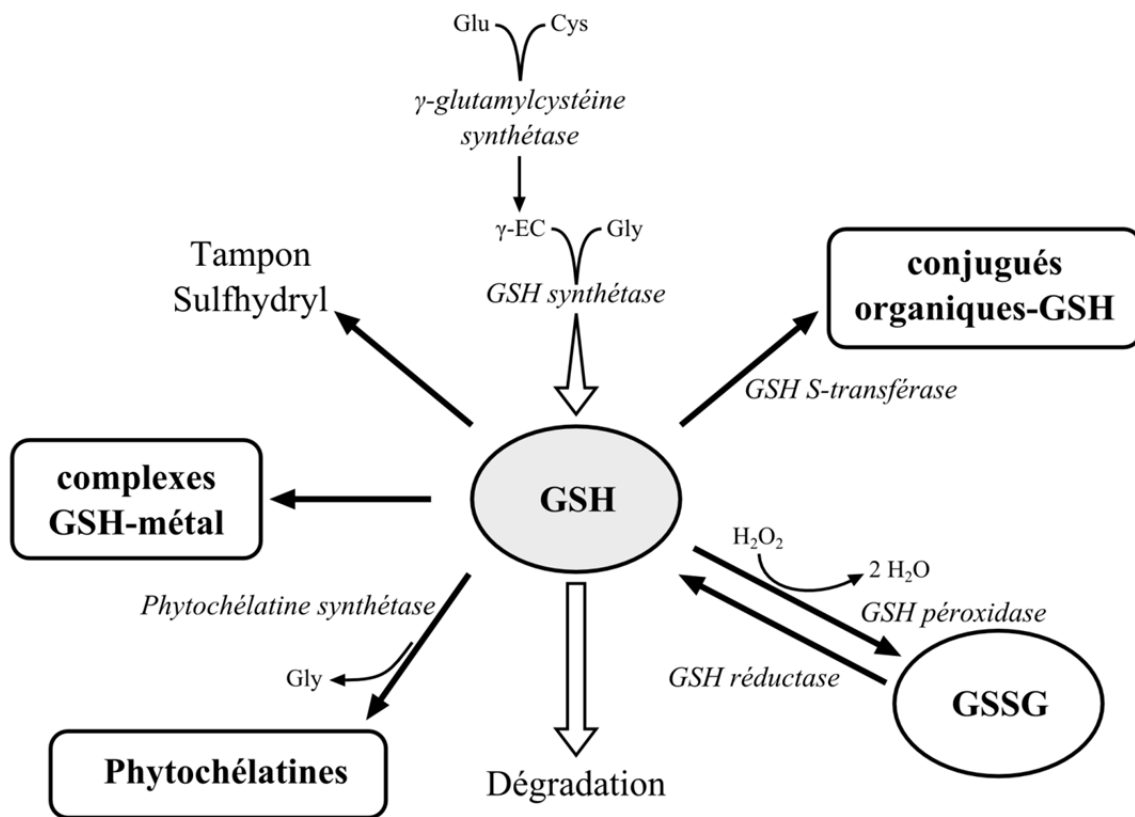 Glu Cys
γ-glutamylcystéine
synthétase
γ-EC Gly
GSH synthétase
Tampon
Sulfhydryl
conjugués
organiques-GSH
GSH S-transférase
complexes
GSH-métal
GSH
H₂O₂
2 H₂O
GSH péroxidase
Phytochélatine synthétase
Gly
GSH réductase
GSSG
Phytochélatines
Dégradation